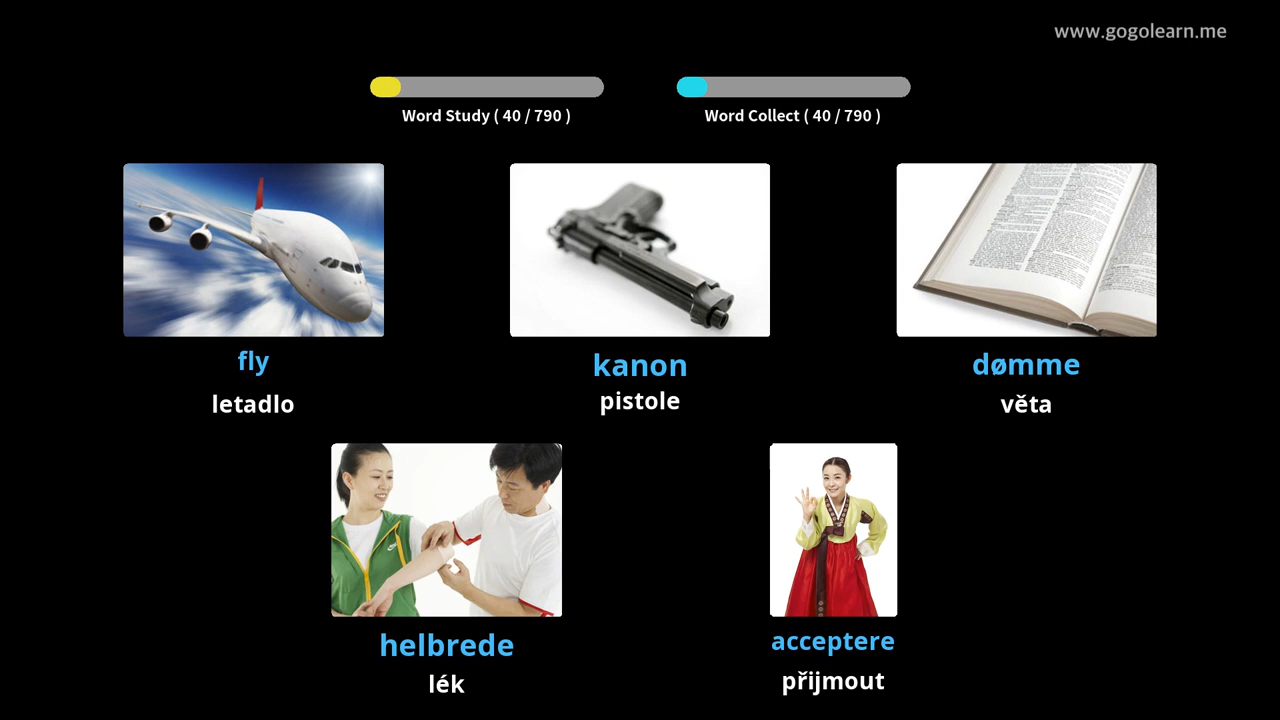 www.gogolearn.me
Word Study ( 40 / 790 )
Word Collect ( 40 / 790 )
fly
letadlo
kanon
pistole
dømme
věta
helbrede
lék
acceptere
přijmout